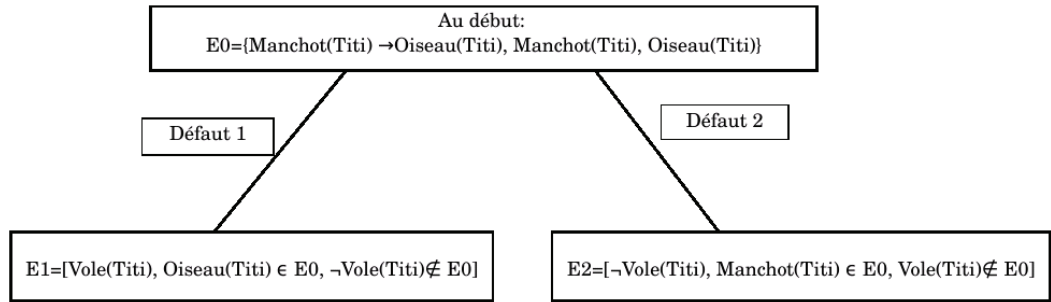 Au début:
E0={Manchot(Titi) →Oiseau(Titi), Manchot(Titi), Oiseau(Titi)}
Défaut 1
Défaut 2
E1=[Vole(Titi), Oiseau(Titi) ∈ E0, ¬Vole(Titi)∉ E0]
E2=[¬Vole(Titi), Manchot(Titi) ∈ E0, Vole(Titi)∉ E0]